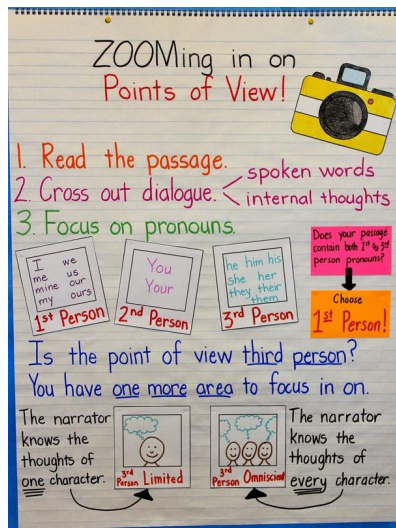 ZOOMing in on
Points of View!
1. Read the passage.
2. Cross out dialogue. < spoken words
internal thoughts
3. Focus on pronouns.
I we
me us
mine our
my ours
1st Person
You
Your
2nd Person
he him his
she her
they their
them
3rd Person
Does your passage
contain both 1st & 3rd
person pronouns?
Choose
1st Person!
Is the point of view third person?
You have one more area to focus in on.
The narrator
knows the
thoughts of
one character.
3rd Person Limited
3rd Person Omniscient
The narrator
knows the
thoughts of
every character.